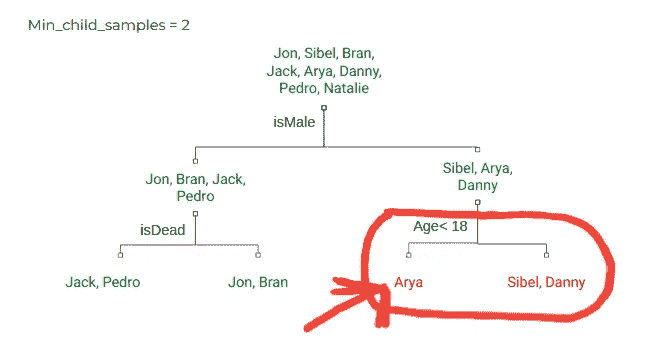 Min_child_samples = 2
Jon, Sibel, Bran,
Jack, Arya, Danny,
Pedro, Natalie
isMale
Jon, Bran, Jack,
Pedro
Sibel, Arya,
Danny
isDead
Age< 18
Jack, Pedro
Jon, Bran
Arya
Sibel, Danny